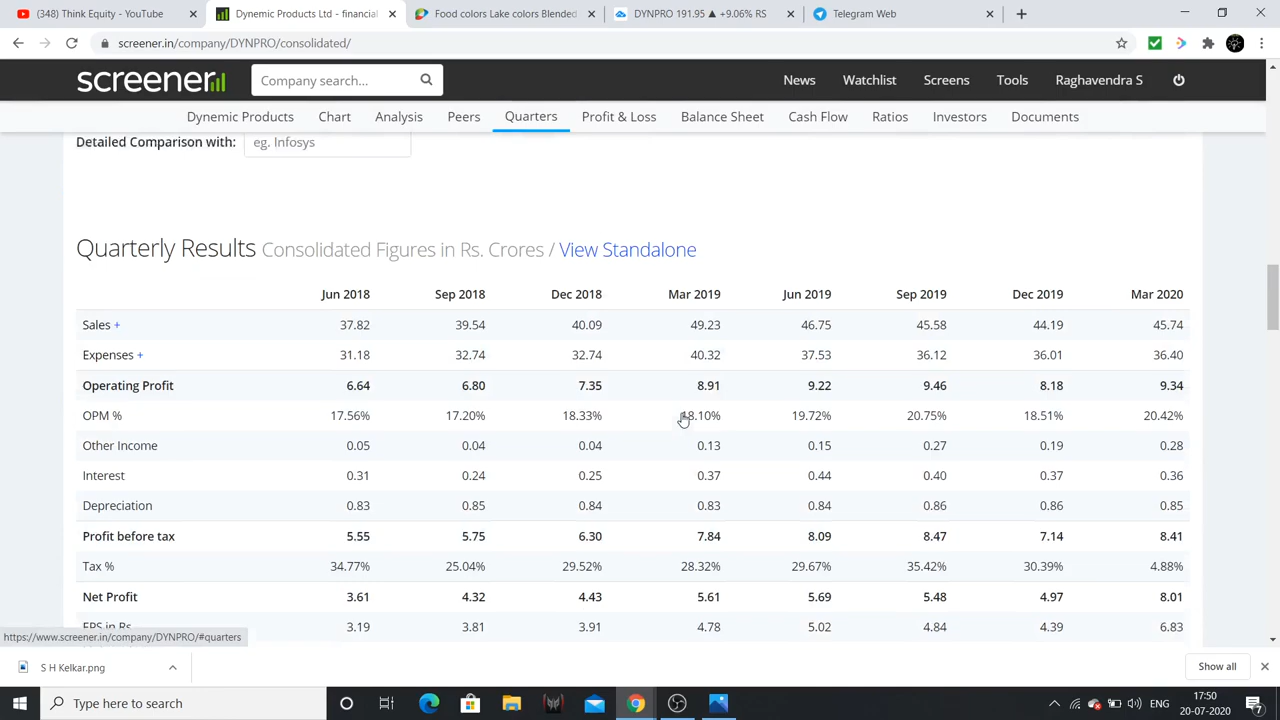 (348) Think Equity - YouTube
Dynemic Products Ltd - financial
Food colors Lake colors Blended
DYNPRO 191.95 ▲ +9.06% RS
Telegram Web
screener.in/company/DYNPRO/consolidated/
screener
Company search...
News Watchlist Screens Tools Raghavendra S
Dynemic Products Chart Analysis Peers Quarters Profit & Loss Balance Sheet Cash Flow Ratios Investors Documents
Detailed Comparison with: eg. Infosys
Quarterly Results Consolidated Figures in Rs. Crores / View Standalone
Jun 2018 Sep 2018 Dec 2018 Mar 2019 Jun 2019 Sep 2019 Dec 2019 Mar 2020
Sales + 37.82 39.54 40.09 49.23 46.75 45.58 44.19 45.74
Expenses + 31.18 32.74 32.74 40.32 37.53 36.12 36.01 36.40
Operating Profit 6.64 6.80 7.35 8.91 9.22 9.46 8.18 9.34
OPM % 17.56% 17.20% 18.33% 18.10% 19.72% 20.75% 18.51% 20.42%
Other Income 0.05 0.04 0.04 0.13 0.15 0.27 0.19 0.28
Interest 0.31 0.24 0.25 0.37 0.44 0.40 0.37 0.36
Depreciation 0.83 0.85 0.84 0.83 0.84 0.86 0.86 0.85
Profit before tax 5.55 5.75 6.30 7.84 8.09 8.47 7.14 8.41
Tax % 34.77% 25.04% 29.52% 28.32% 29.67% 35.42% 30.39% 4.88%
Net Profit 3.61 4.32 4.43 5.61 5.69 5.48 4.97 8.01
EPS in Rs 3.19 3.81 3.91 4.78 5.02 4.84 4.39 6.83
https://www.screener.in/company/DYNPRO/#quarters
S H Kelkar.png
Show all
Type here to search
ENG
17:50
20-07-2020
7